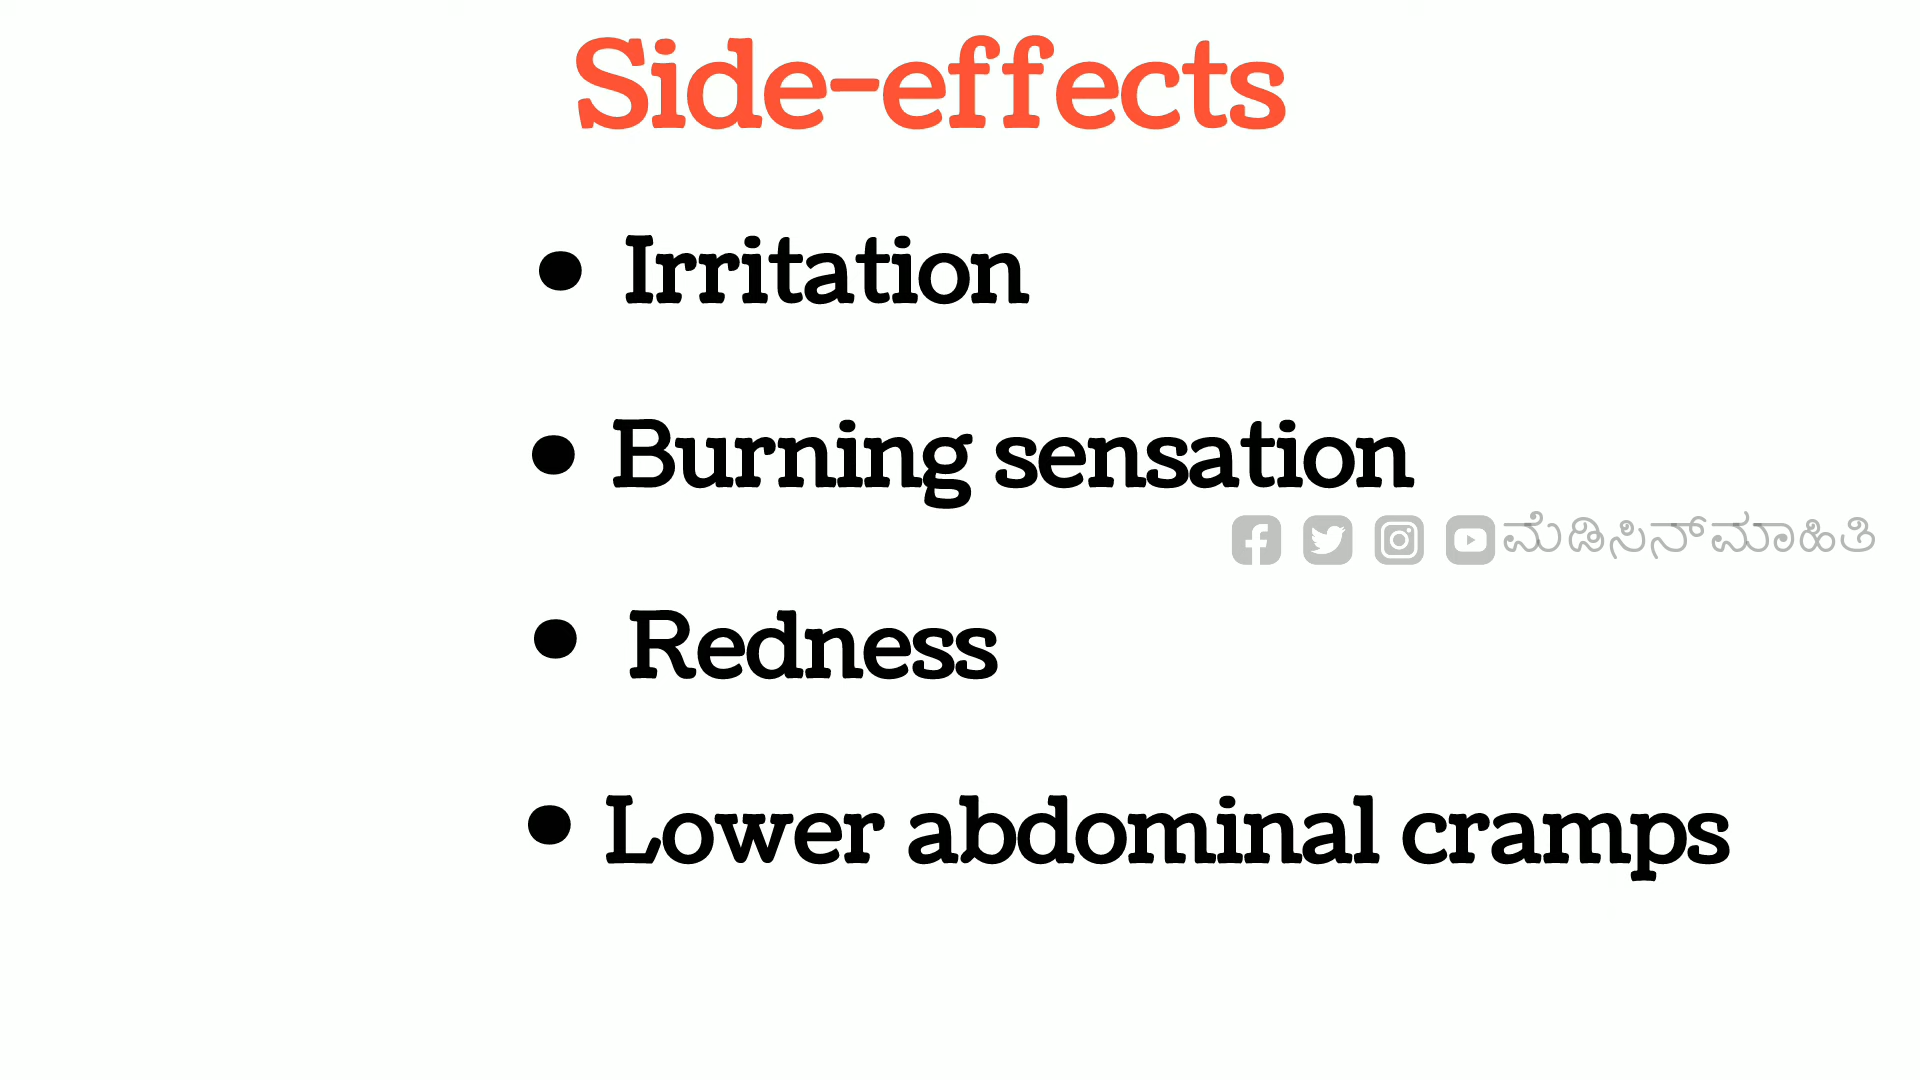 Side-effects
• Irritation
• Burning sensation
ಮೆಡಿಸಿನ್‌ಮಾಹಿತಿ
• Redness
• Lower abdominal cramps